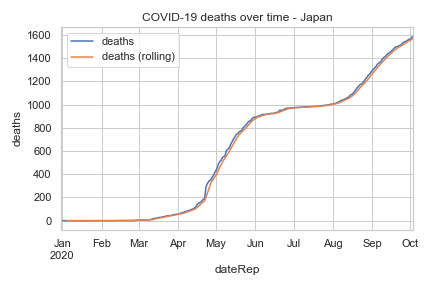 COVID-19 deaths over time - Japan
deaths
deaths (rolling)
1600
1400
1200
1000
800
600
400
200
0
deaths
Jan Feb Mar Apr May Jun Jul Aug Sep Oct
2020
dateRep